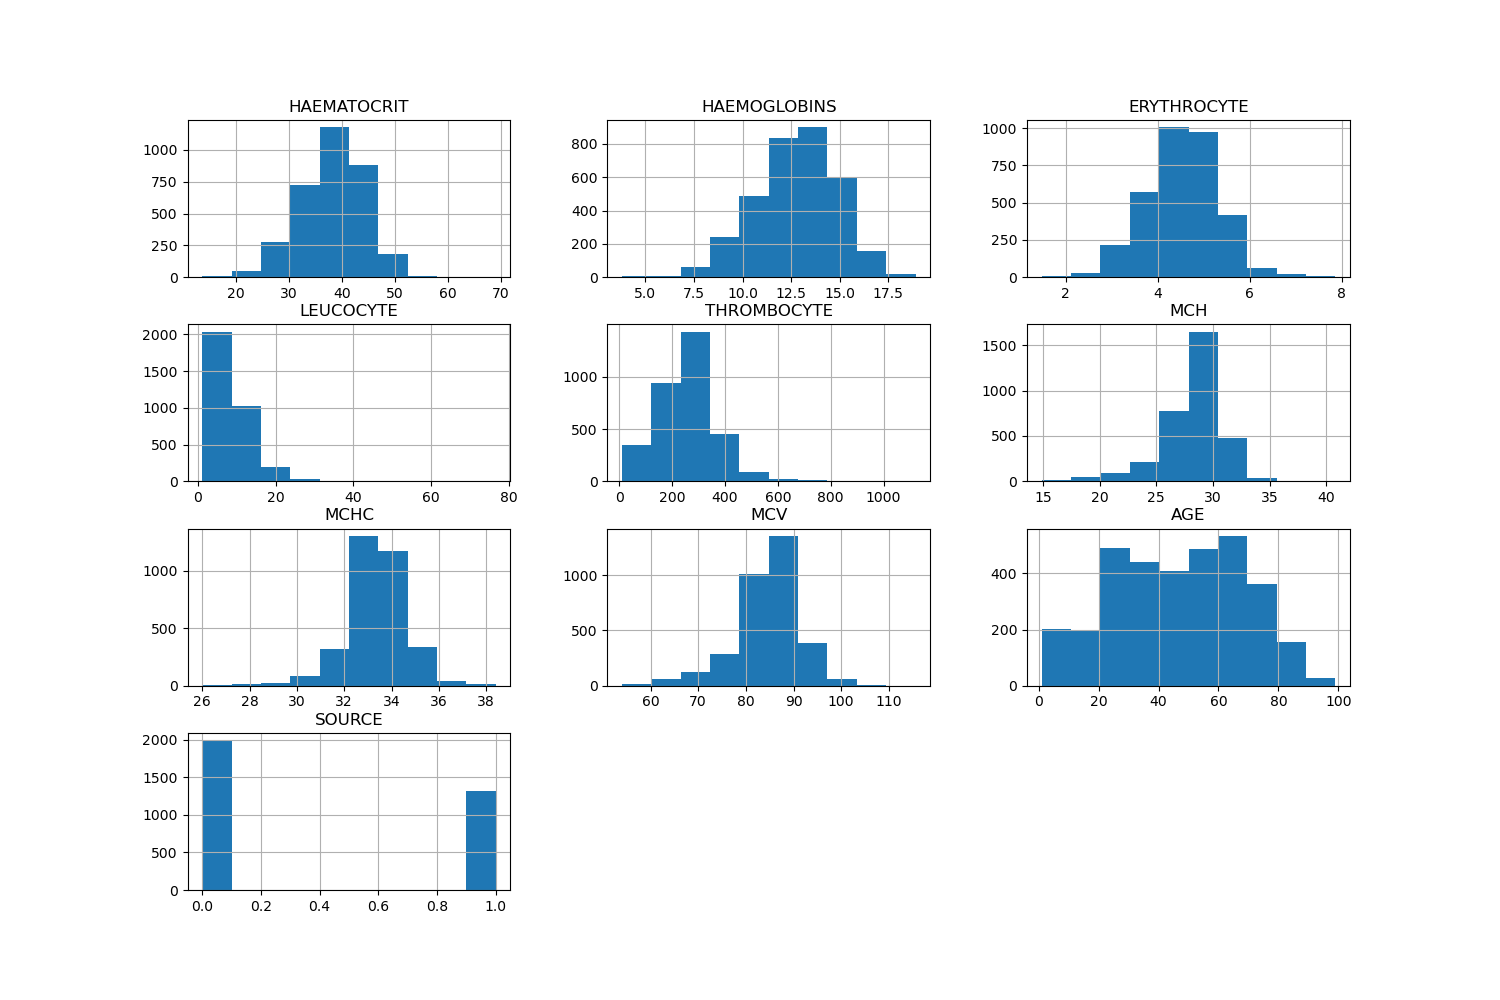 HAEMATOCRIT HAEMOGLOBINS ERYTHROCYTE
1000
750
500
250
0
20 30 40 50 60 70
800
600
400
200
0
5.0 7.5 10.0 12.5 15.0 17.5
1000
750
500
250
0
2 4 6 8
LEUCOCYTE THROMBOCYTE MCH
2000
1500
1000
500
0
0 20 40 60 80
1000
500
0
0 200 400 600 800 1000
1500
1000
500
0
15 20 25 30 35 40
MCHC MCV AGE
1000
500
0
26 28 30 32 34 36 38
1000
500
0
60 70 80 90 100 110
400
200
0
0 20 40 60 80 100
SOURCE
2000
1500
1000
500
0
0.0 0.2 0.4 0.6 0.8 1.0